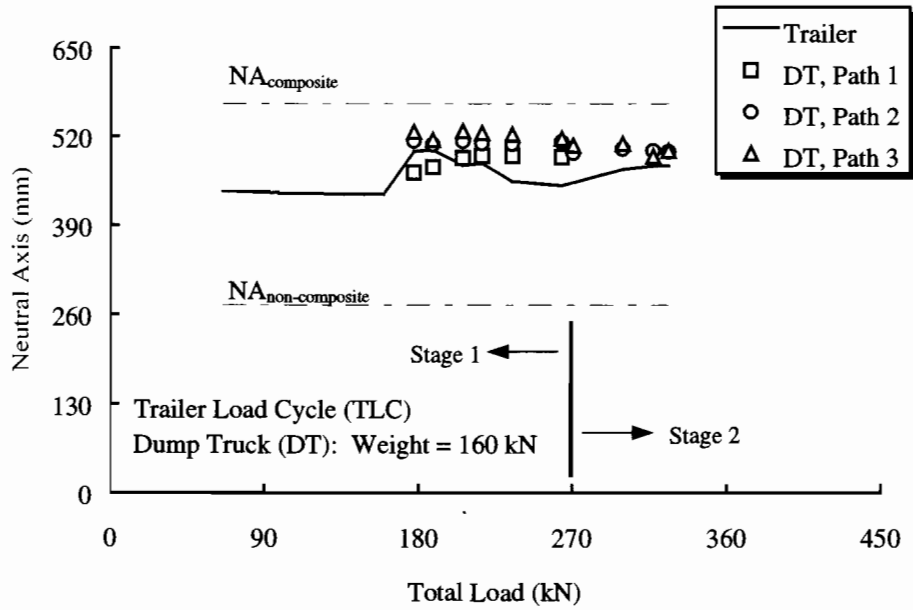 Trailer
DT, Path 1
DT, Path 2
DT, Path 3
650
520
390
260
130
0
Neutral Axis (mm)
NAcomposite
NAnon-composite
Stage 1
Stage 2
Trailer Load Cycle (TLC)
Dump Truck (DT): Weight = 160 kN
0 90 180 270 360 450
Total Load (kN)